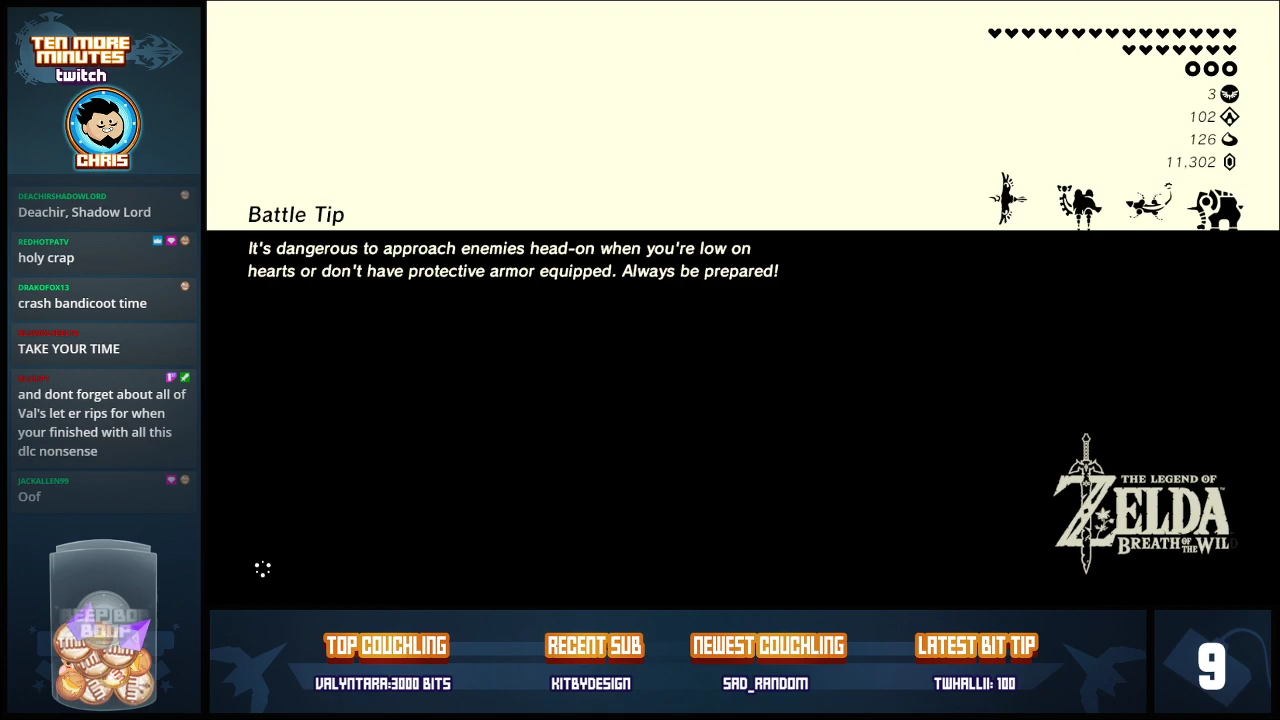 TEN MORE
MINUTES
twitch
CHRIS
DEACHIRSHADOWLORD
Deachir, Shadow Lord
REDHOTPATV
holy crap
DRAKOFOX13
crash bandicoot time
TAKE YOUR TIME
and dont forget about all of
Val's let er rips for when
your finished with all this
dlc nonsense
JACKALLEN99
Oof
3
102
126
11,302
Battle Tip
It's dangerous to approach enemies head-on when you're low on
hearts or don't have protective armor equipped. Always be prepared!
THE LEGEND OF
ZELDA
BREATH OF THE WILD
TOP COUCHLING
VALYNTARA:3000 BITS
RECENT SUB
KITBYDESIGN
NEWEST COUCHLING
SAD_RANDOM
LATEST BIT TIP
TWHALLII: 100
9